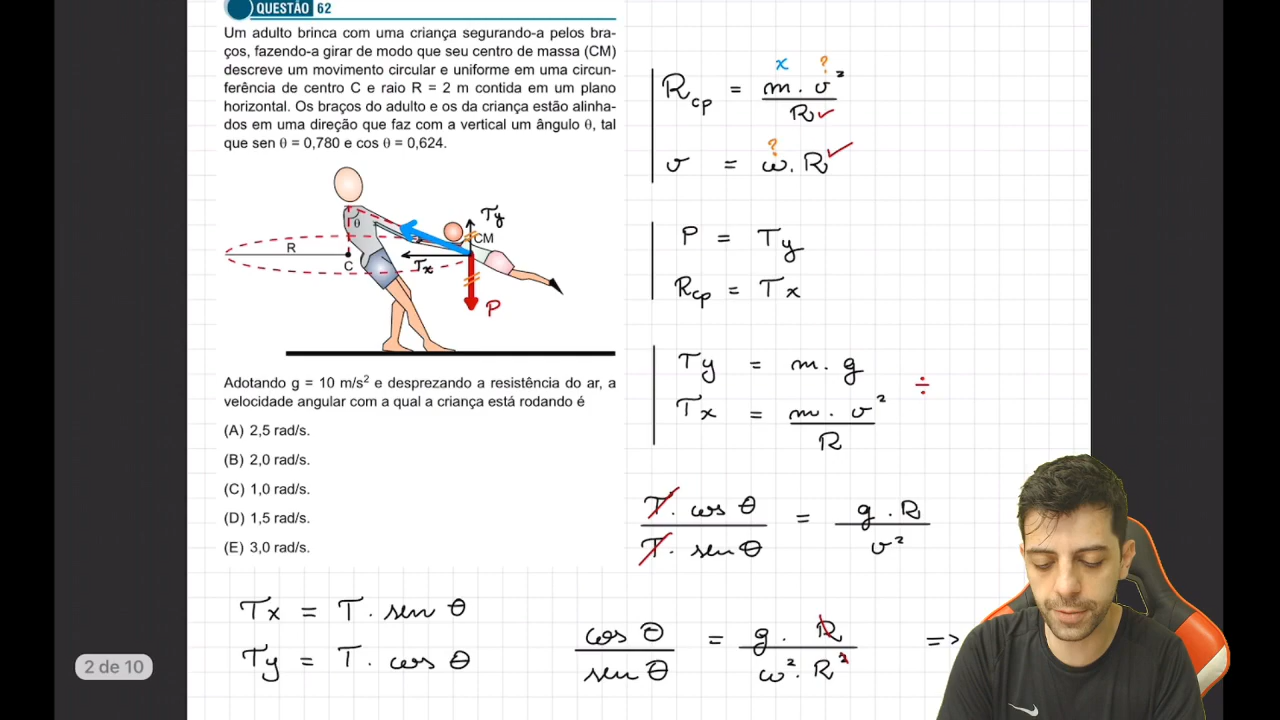 QUESTÃO 62
Um adulto brinca com uma criança segurando-a pelos bra-
ços, fazendo-a girar de modo que seu centro de massa (CM)
descreve um movimento circular e uniforme em uma circun-
ferência de centro C e raio R = 2 m contida em um plano
horizontal. Os braços do adulto e os da criança estão alinha-
dos em uma direção que faz com a vertical um ângulo θ, tal
que sen θ = 0,780 e cos θ = 0,624.
θ
Ty
CM
R
C
Tx
P
Adotando g = 10 m/s² e desprezando a resistência do ar, a
velocidade angular com a qual a criança está rodando é
(A) 2,5 rad/s.
(B) 2,0 rad/s.
(C) 1,0 rad/s.
(D) 1,5 rad/s.
(E) 3,0 rad/s.
Tx = T . sen θ
Ty = T . cos θ
x ?
Rcp = m . v²
R
?
v = ω . R
P = Ty
Rcp = Tx
Ty = m . g
÷
Tx = m . v²
R
T . cos θ = g . R
T . sen θ v²
cos θ = g . R =>
sen θ ω² . R²
2 de 10